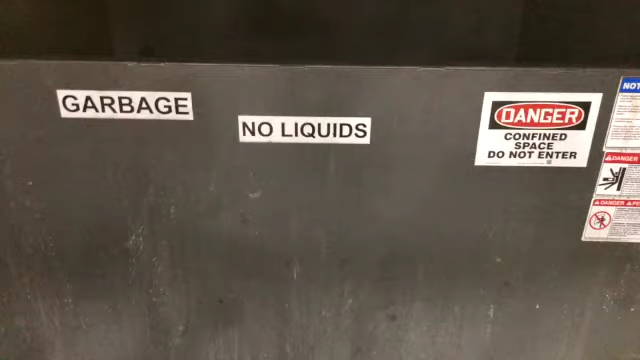 GARBAGE
NO LIQUIDS
DANGER
CONFINED
SPACE
DO NOT ENTER
NOT
DANGER
DANGER